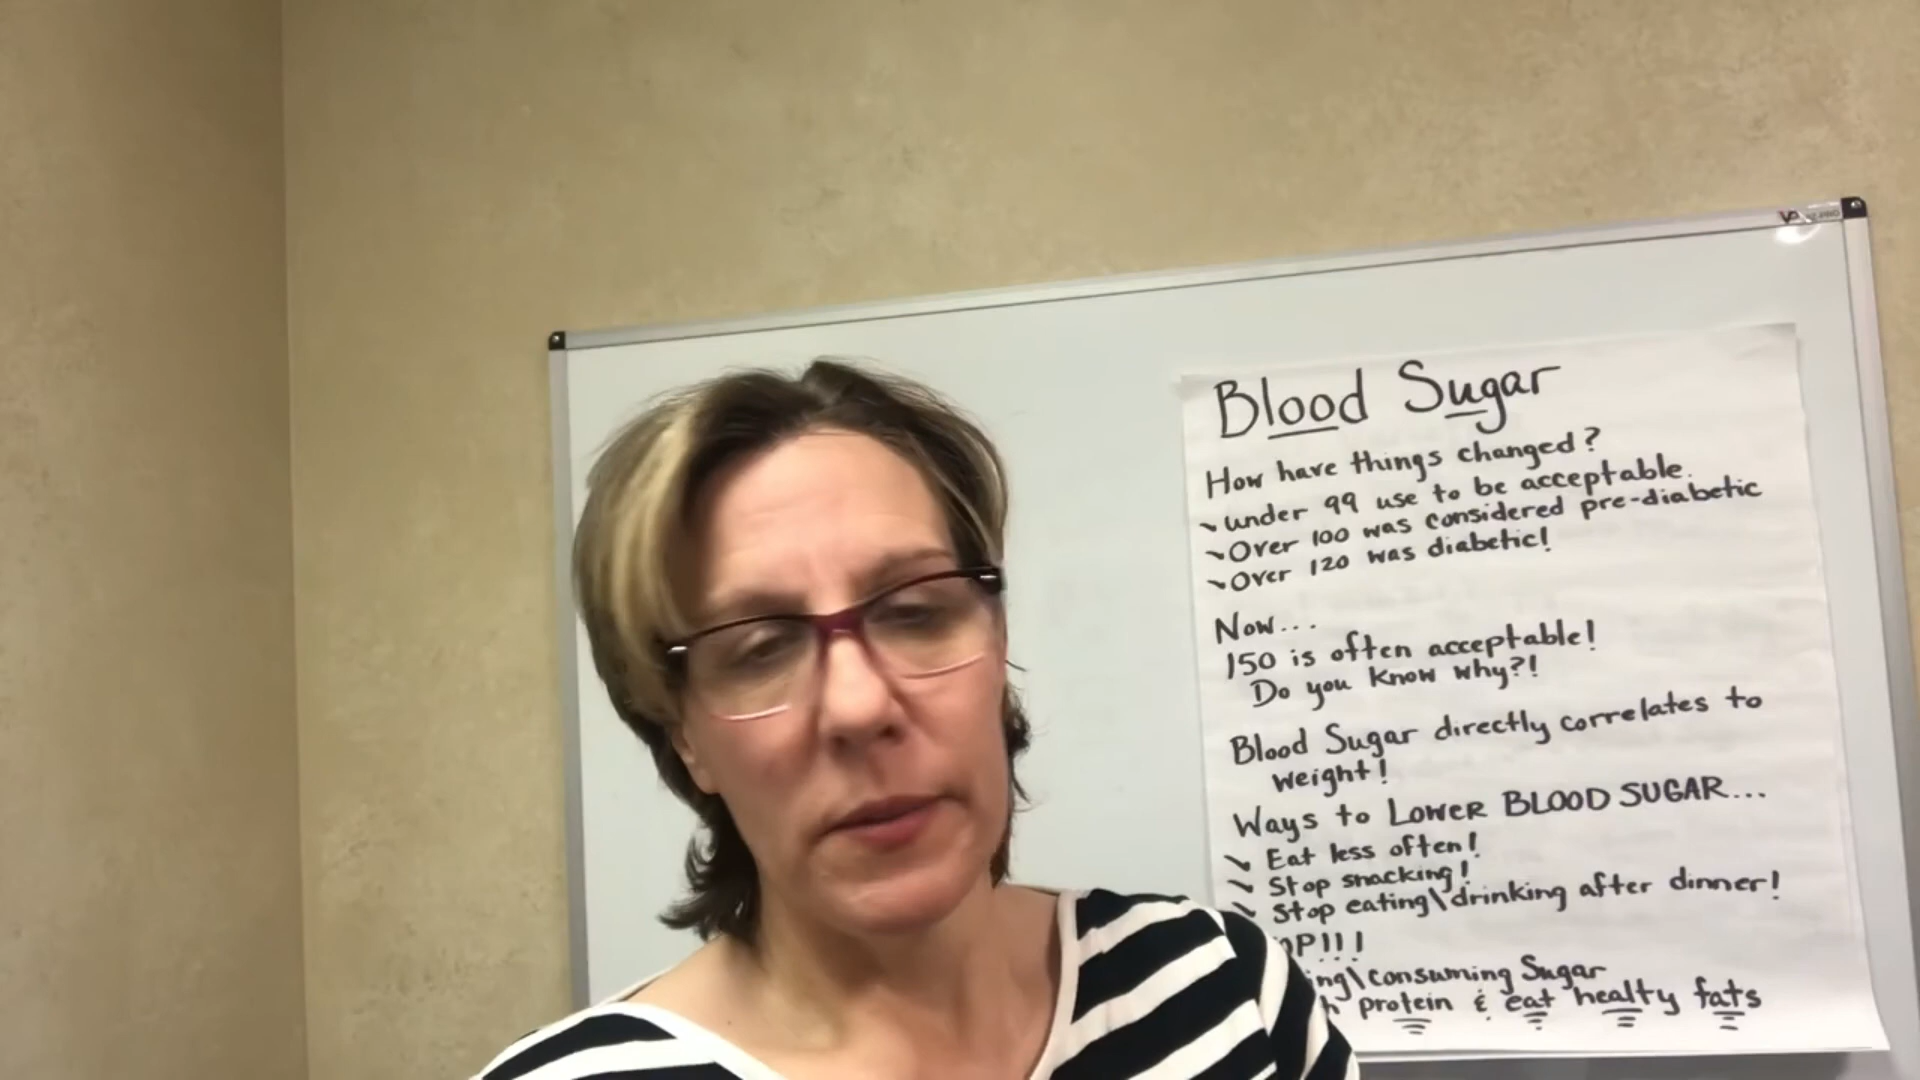 Blood Sugar
How have things changed?
under 99 use to be acceptable.
Over 100 was considered pre-diabetic
Over 120 was diabetic!
Now...
150 is often acceptable!
Do you know why?!
Blood Sugar directly correlates to
weight!
Ways to LOWER BLOOD SUGAR...
Eat less often!
Stop snacking!
Stop eating\drinking after dinner!
OP!!!
ing\consuming Sugar
protein & eat healty fats